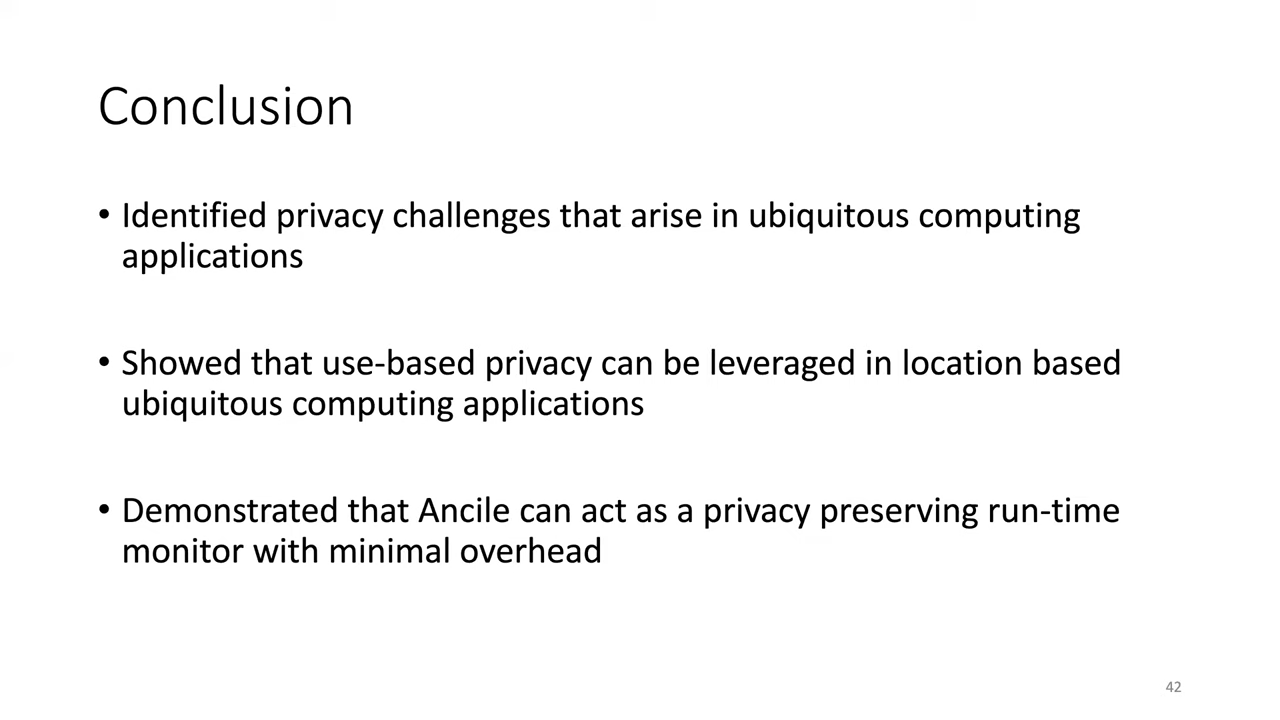 Conclusion
• Identified privacy challenges that arise in ubiquitous computing
applications
• Showed that use-based privacy can be leveraged in location based
ubiquitous computing applications
• Demonstrated that Ancile can act as a privacy preserving run-time
monitor with minimal overhead
42